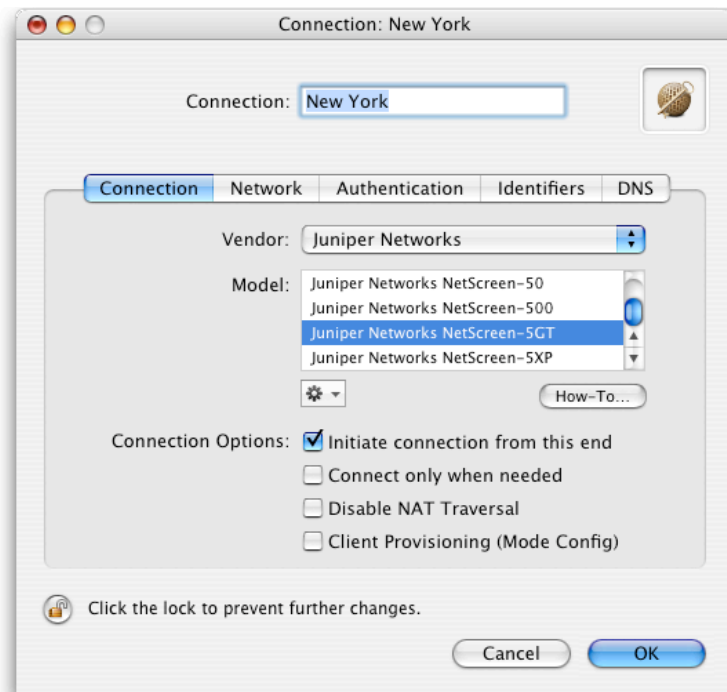 Connection: New York
Connection: New York
Connection Network Authentication Identifiers DNS
Vendor: Juniper Networks
Model: Juniper Networks NetScreen-50
Juniper Networks NetScreen-500
Juniper Networks NetScreen-5GT
Juniper Networks NetScreen-5XP
How-To...
Connection Options: Initiate connection from this end
Connect only when needed
Disable NAT Traversal
Client Provisioning (Mode Config)
Click the lock to prevent further changes.
Cancel OK